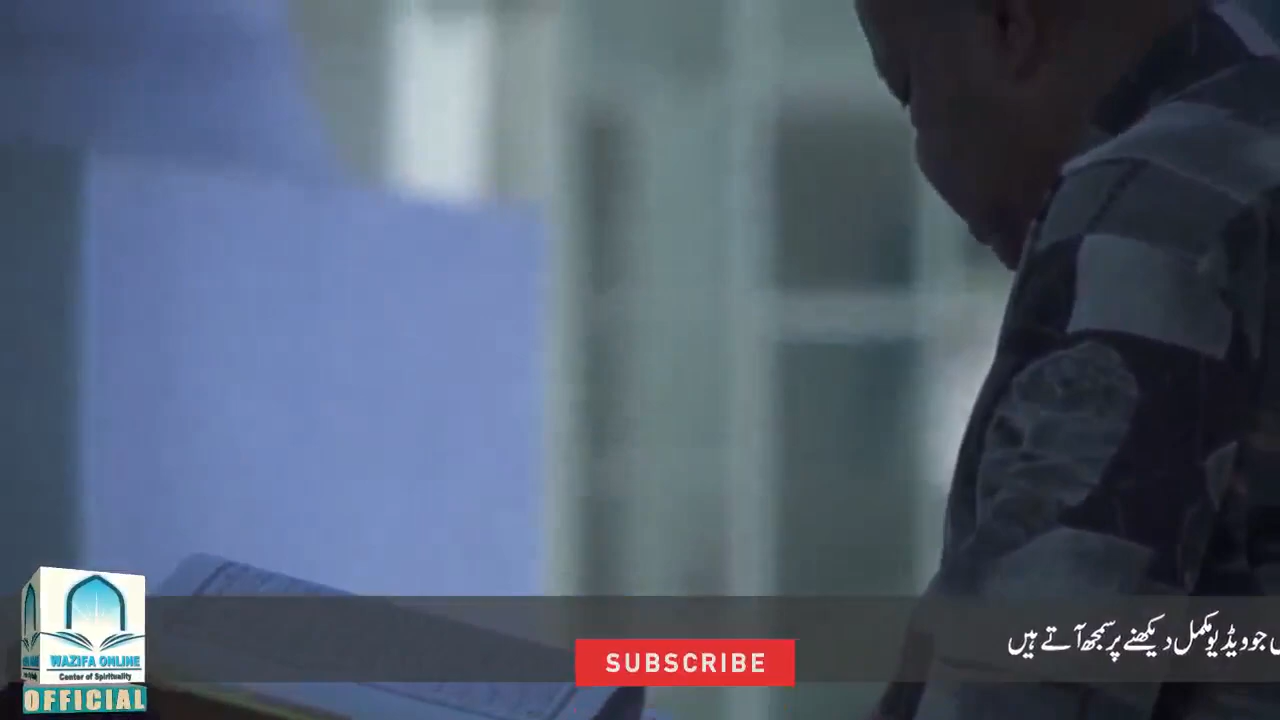 جو ویڈیو مکمل دیکھنے پر سمجھ آتے ہیں
SUBSCRIBE
WAZIFA ONLINE
Center of Spirituality
OFFICIAL